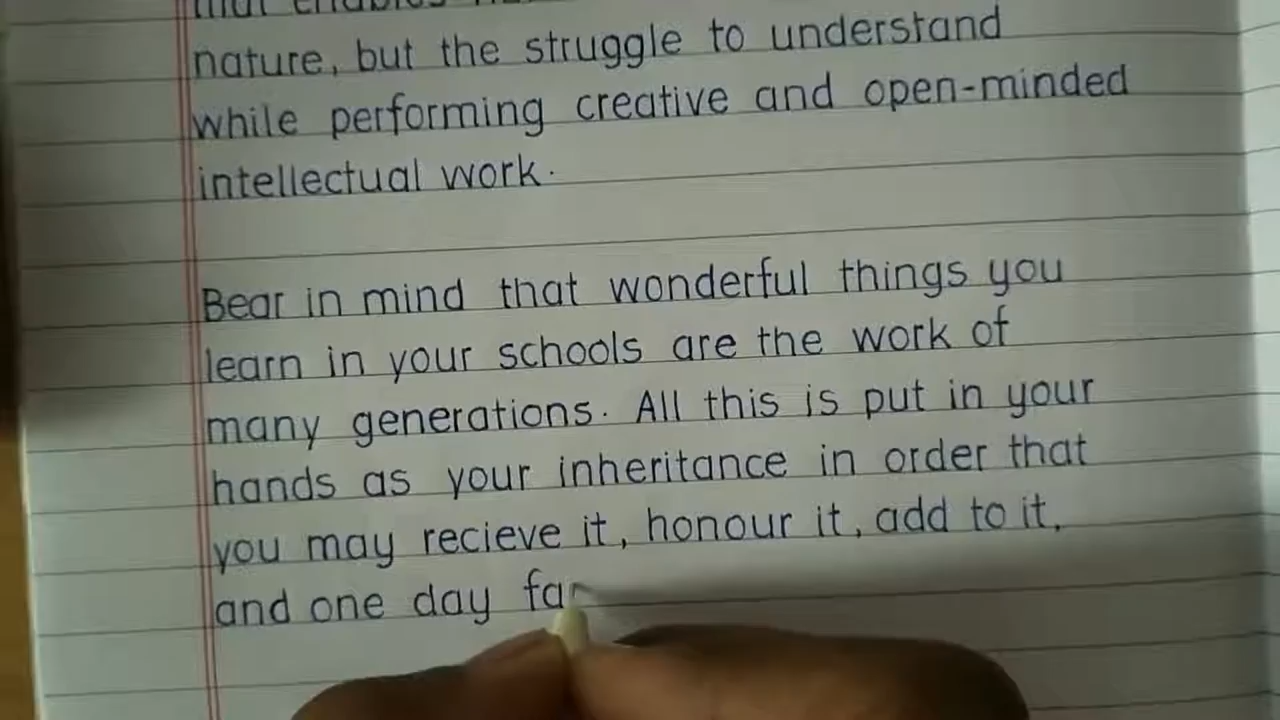 nature, but the struggle to understand
while performing creative and open-minded
intellectual work.
Bear in mind that wonderful things you
learn in your schools are the work of
many generations. All this is put in your
hands as your inheritance in order that
you may recieve it, honour it, add to it,
and one day